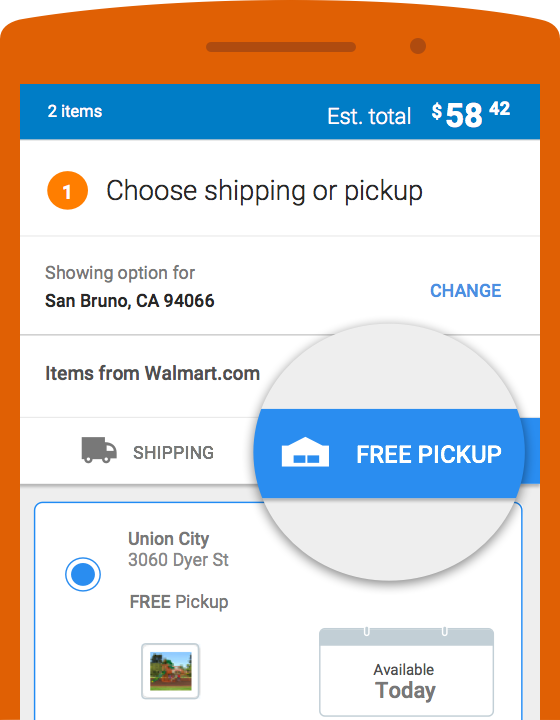 2 items
Est. total $58 42
1 Choose shipping or pickup
Showing option for
San Bruno, CA 94066
CHANGE
Items from Walmart.com
SHIPPING
FREE PICKUP
Union City
3060 Dyer St
FREE Pickup
Available
Today